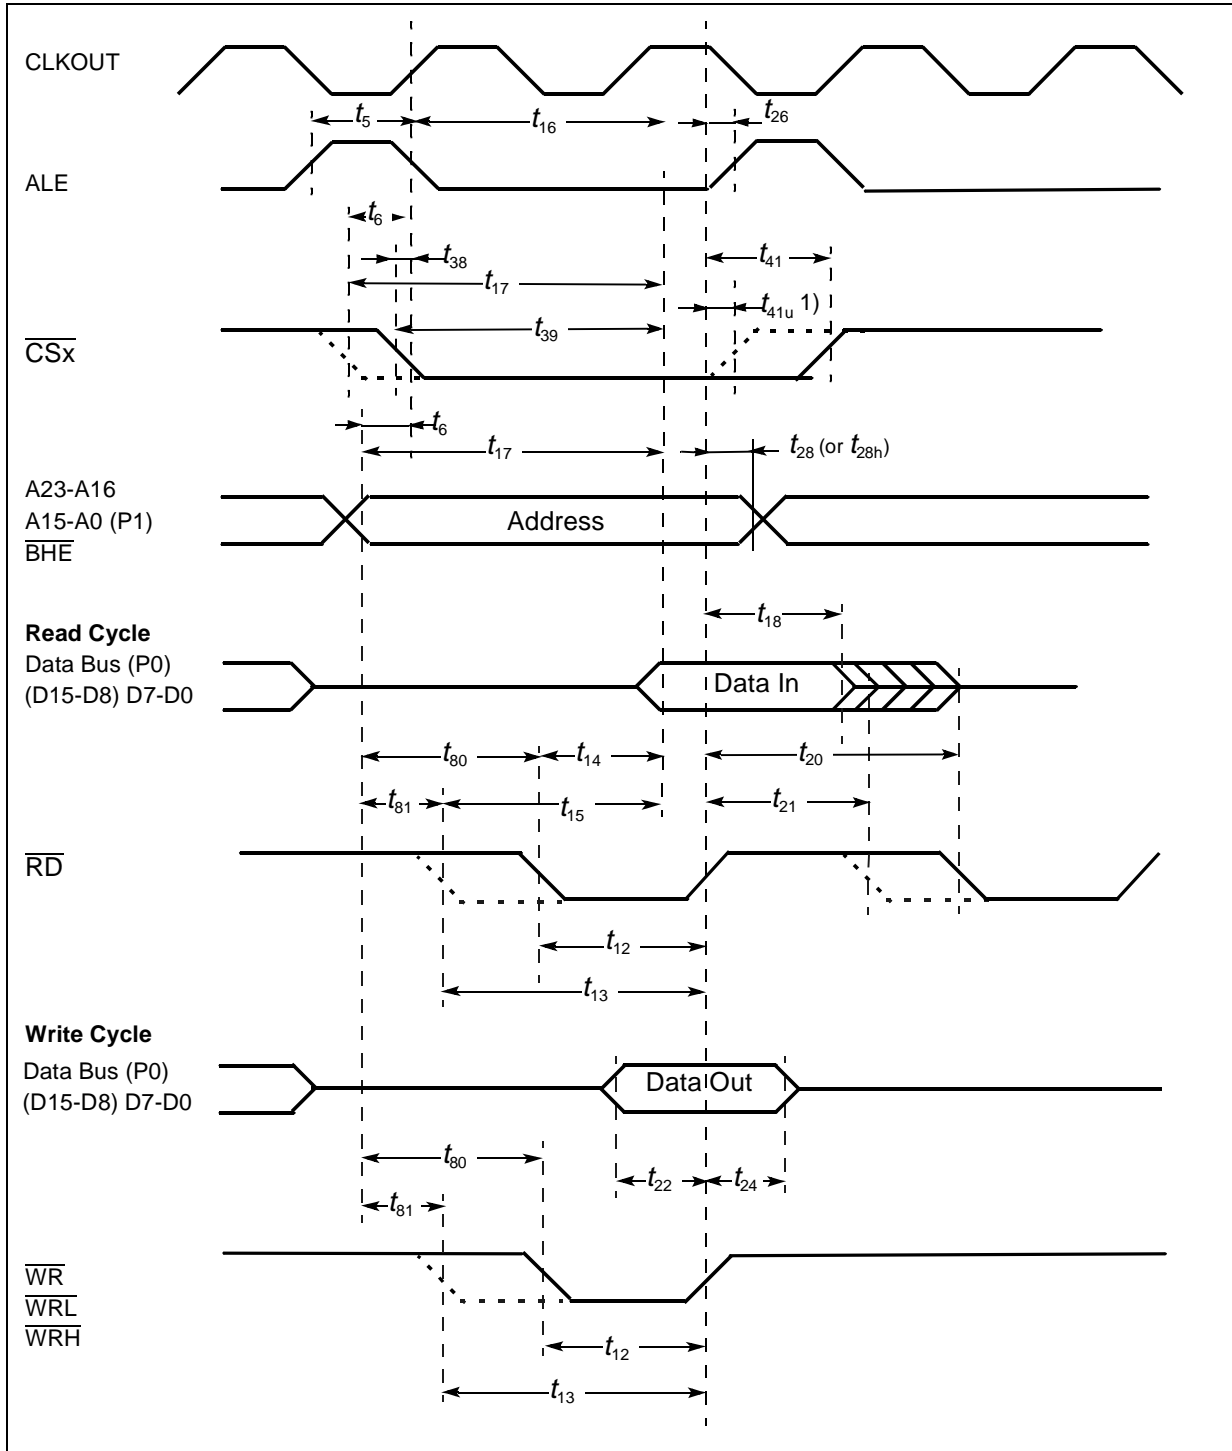 CLKOUT
t5
t16
t26
ALE
t6
t38
t41
t17
t41u 1)
t39
CSx
t6
t17
t28 (or t28h)
A23-A16
A15-A0 (P1)
BHE
Address
t18
Read Cycle
Data Bus (P0)
(D15-D8) D7-D0
Data In
t80
t14
t20
t81
t15
t21
RD
t12
t13
Write Cycle
Data Bus (P0)
(D15-D8) D7-D0
Data Out
t80
t22
t24
t81
WR
WRL
WRH
t12
t13